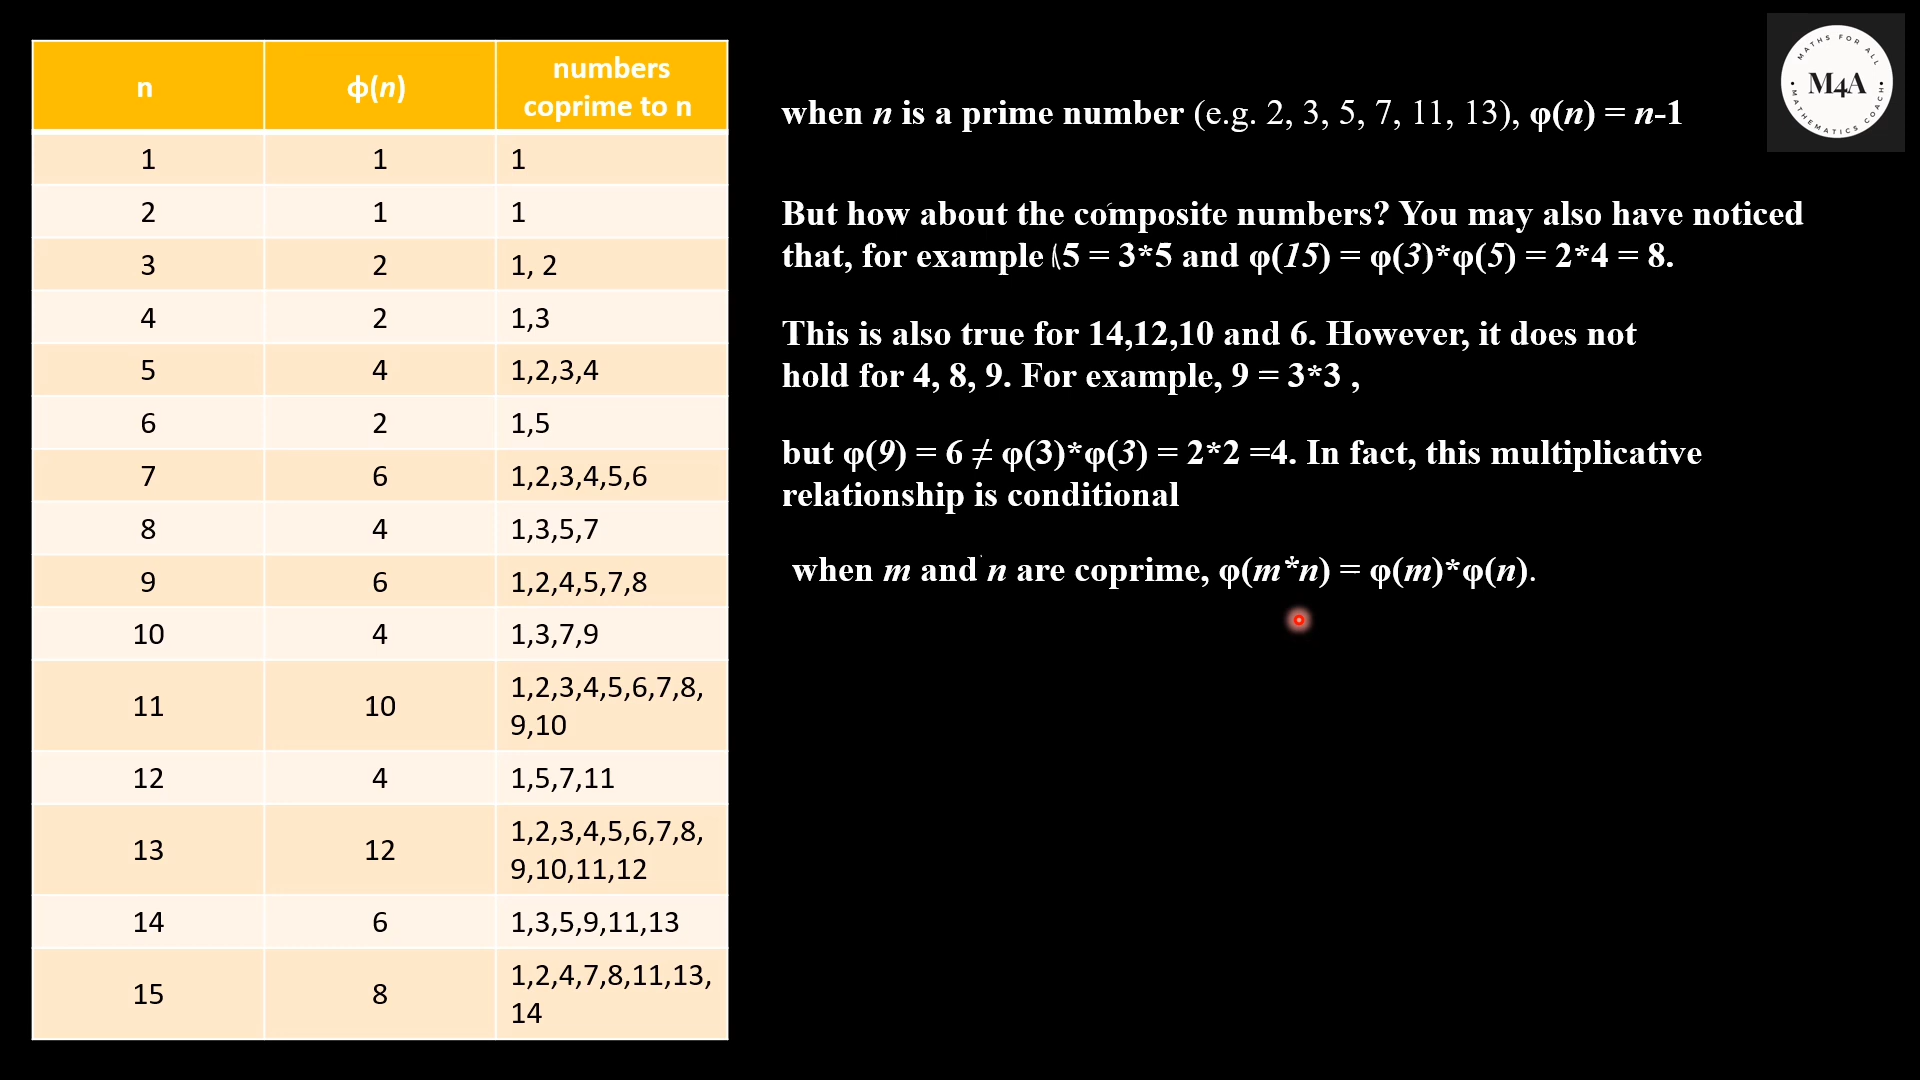 n ϕ(n) numbers coprime to n
1 1 1
2 1 1
3 2 1, 2
4 2 1,3
5 4 1,2,3,4
6 2 1,5
7 6 1,2,3,4,5,6
8 4 1,3,5,7
9 6 1,2,4,5,7,8
10 4 1,3,7,9
11 10 1,2,3,4,5,6,7,8,
9,10
12 4 1,5,7,11
13 12 1,2,3,4,5,6,7,8,
9,10,11,12
14 6 1,3,5,9,11,13
15 8 1,2,4,7,8,11,13,
14
when n is a prime number (e.g. 2, 3, 5, 7, 11, 13), φ(n) = n-1
But how about the composite numbers? You may also have noticed
that, for example 15 = 3*5 and φ(15) = φ(3)*φ(5) = 2*4 = 8.
This is also true for 14,12,10 and 6. However, it does not
hold for 4, 8, 9. For example, 9 = 3*3 ,
but φ(9) = 6 ≠ φ(3)*φ(3) = 2*2 =4. In fact, this multiplicative
relationship is conditional
when m and n are coprime, φ(m*n) = φ(m)*φ(n).
MATHS FOR ALL
M4A
MATHEMATICS COACH